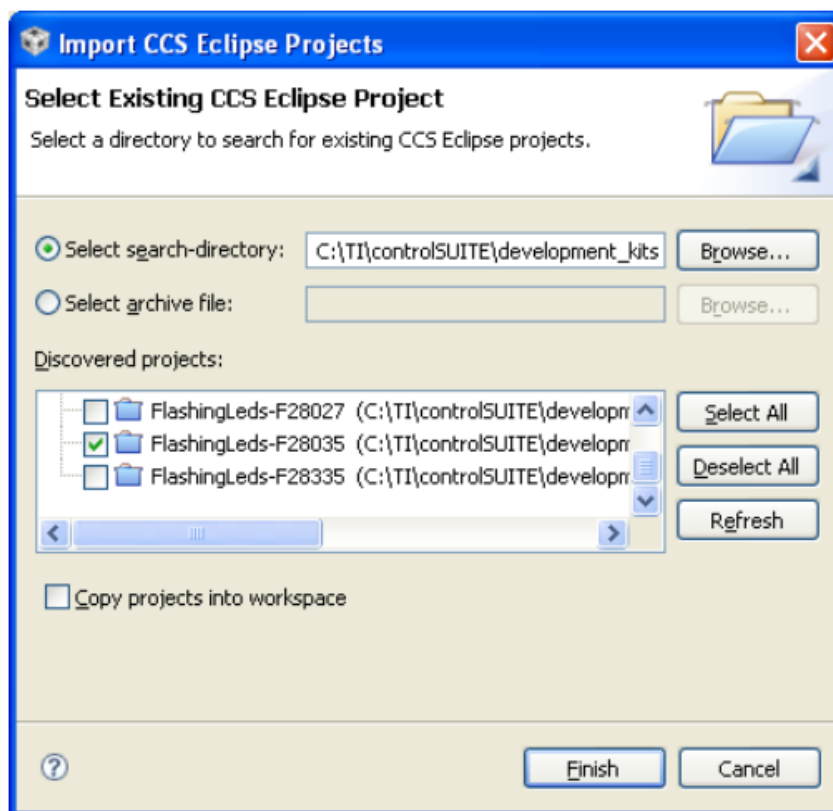 Import CCS Eclipse Projects
Select Existing CCS Eclipse Project
Select a directory to search for existing CCS Eclipse projects.
Select search-directory: C:\TI\controlSUITE\development_kits Browse...
Select archive file: Browse...
Discovered projects:
FlashingLeds-F28027 (C:\TI\controlSUITE\developm
FlashingLeds-F28035 (C:\TI\controlSUITE\developm
FlashingLeds-F28335 (C:\TI\controlSUITE\developm
Select All
Deselect All
Refresh
Copy projects into workspace
? Finish Cancel